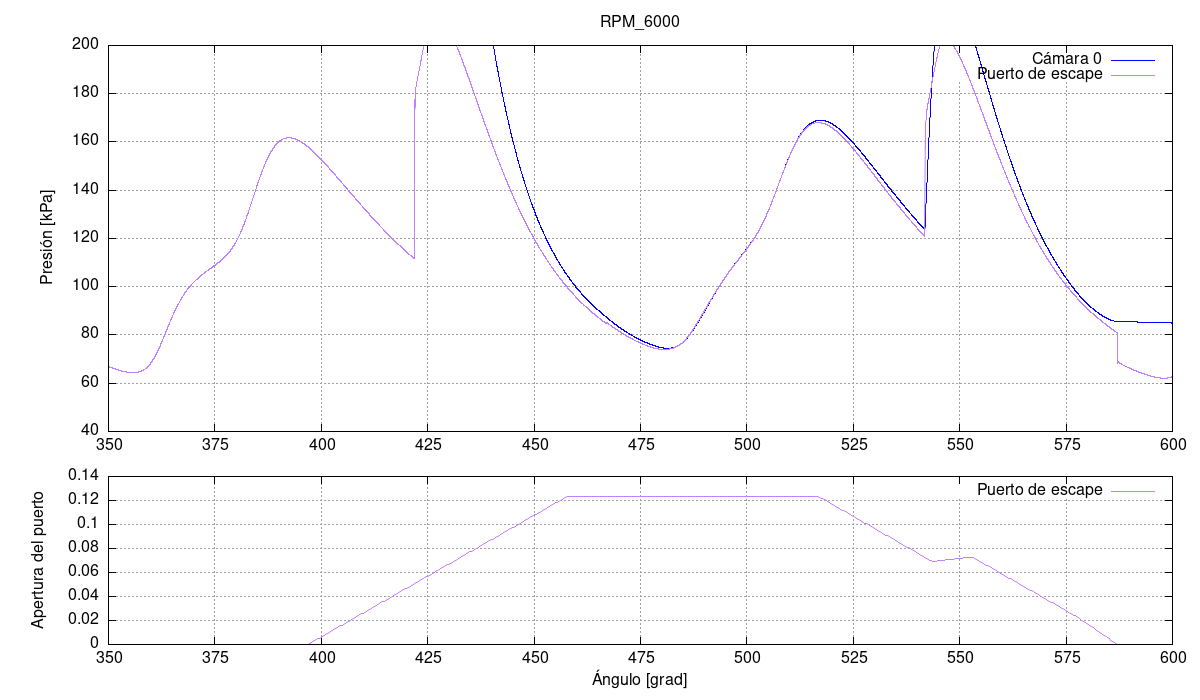 RPM_6000
200
180
160
140
120
100
80
60
40
Presión [kPa]
Cámara 0
Puerto de escape
350 375 400 425 450 475 500 525 550 575 600
0.14
0.12
0.1
0.08
0.06
0.04
0.02
0
Apertura del puerto
Puerto de escape
350 375 400 425 450 475 500 525 550 575 600
Ángulo [grad]